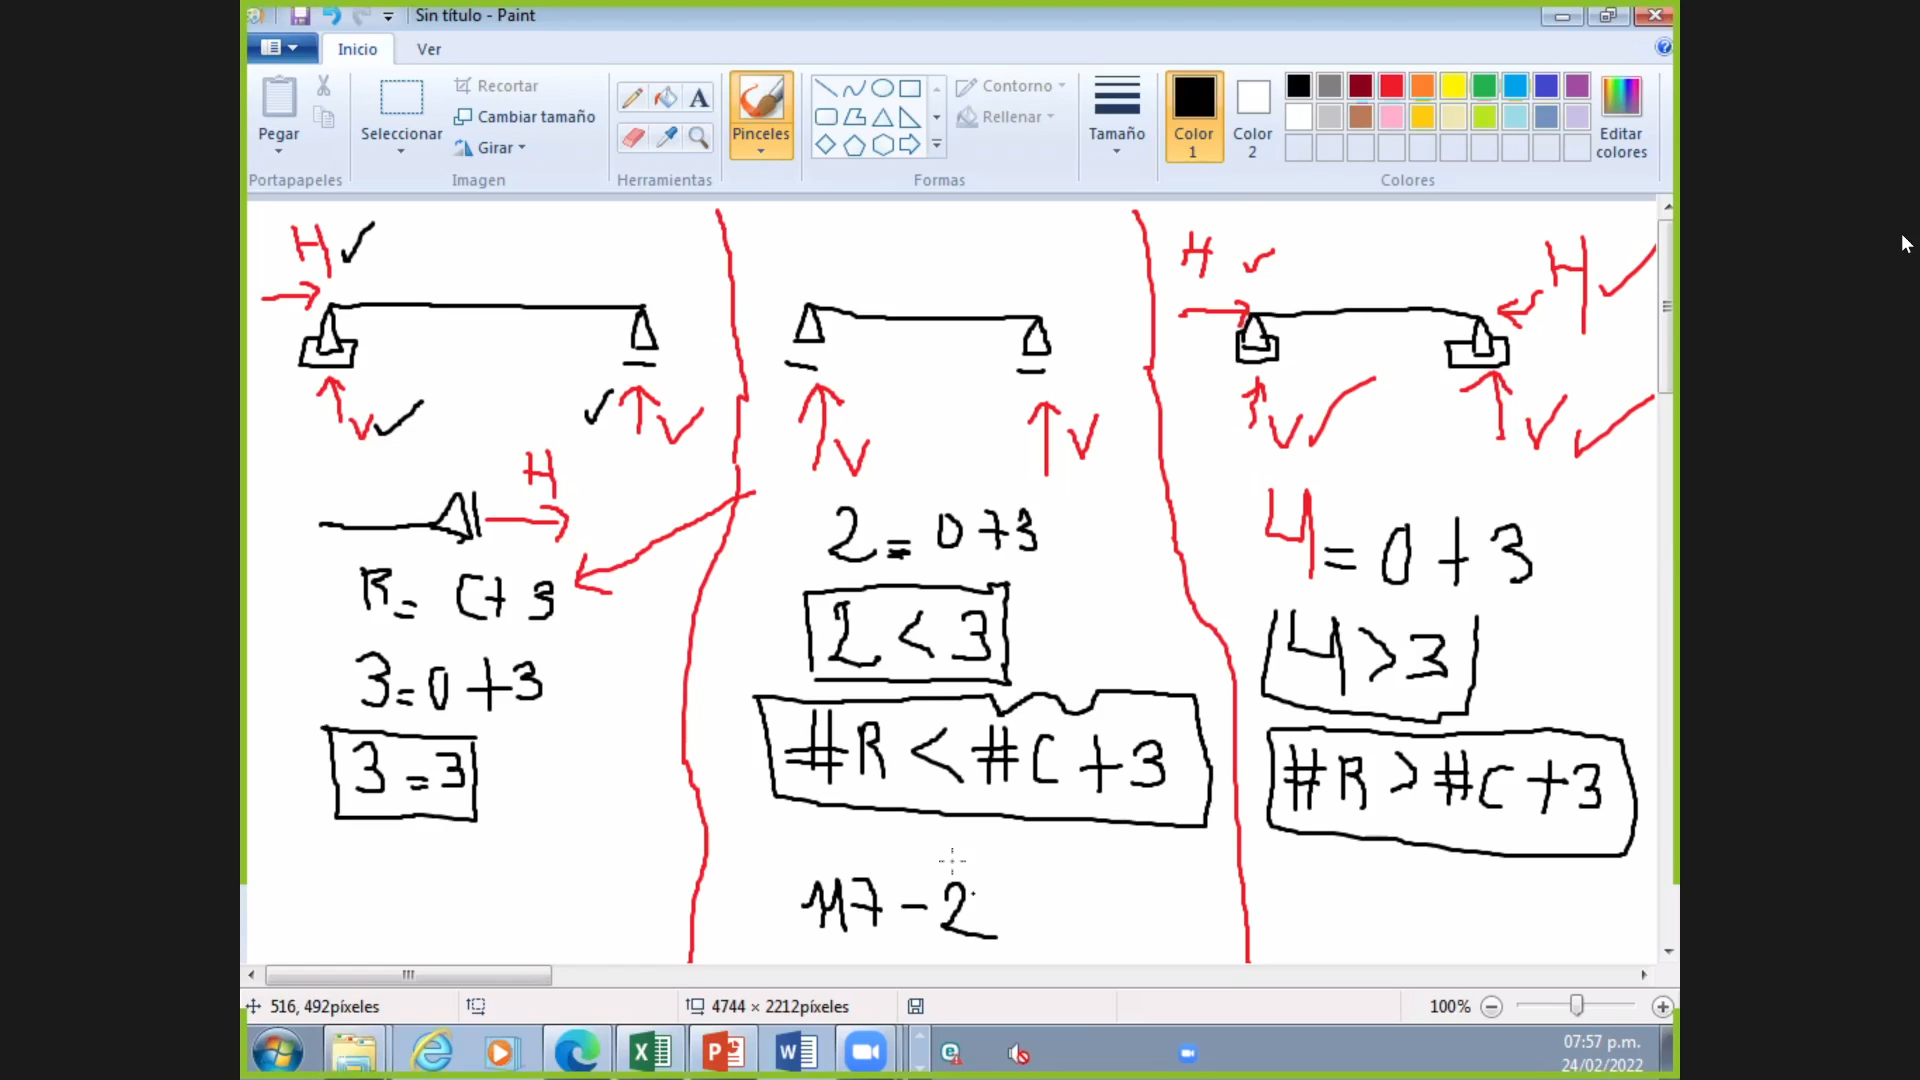 Sin título - Paint
Inicio Ver
Pegar
Portapapeles
Seleccionar
Recortar
Cambiar tamaño
Girar
Imagen
Herramientas
Pinceles
Contorno
Rellenar
Formas
Tamaño
Color 1
Color 2
Editar colores
Colores
H ✓
V ✓
✓ V
H
R = C + 3
3 = 0 + 3
3 = 3
V V
2 = 0 + 3
2 < 3
#R < #C + 3
- 2
H ✓
H ✓
V ✓
V ✓
4 = 0 + 3
4 > 3
#R > #C + 3
516, 492píxeles
4744 × 2212píxeles
100%
07:57 p.m.
24/02/2022